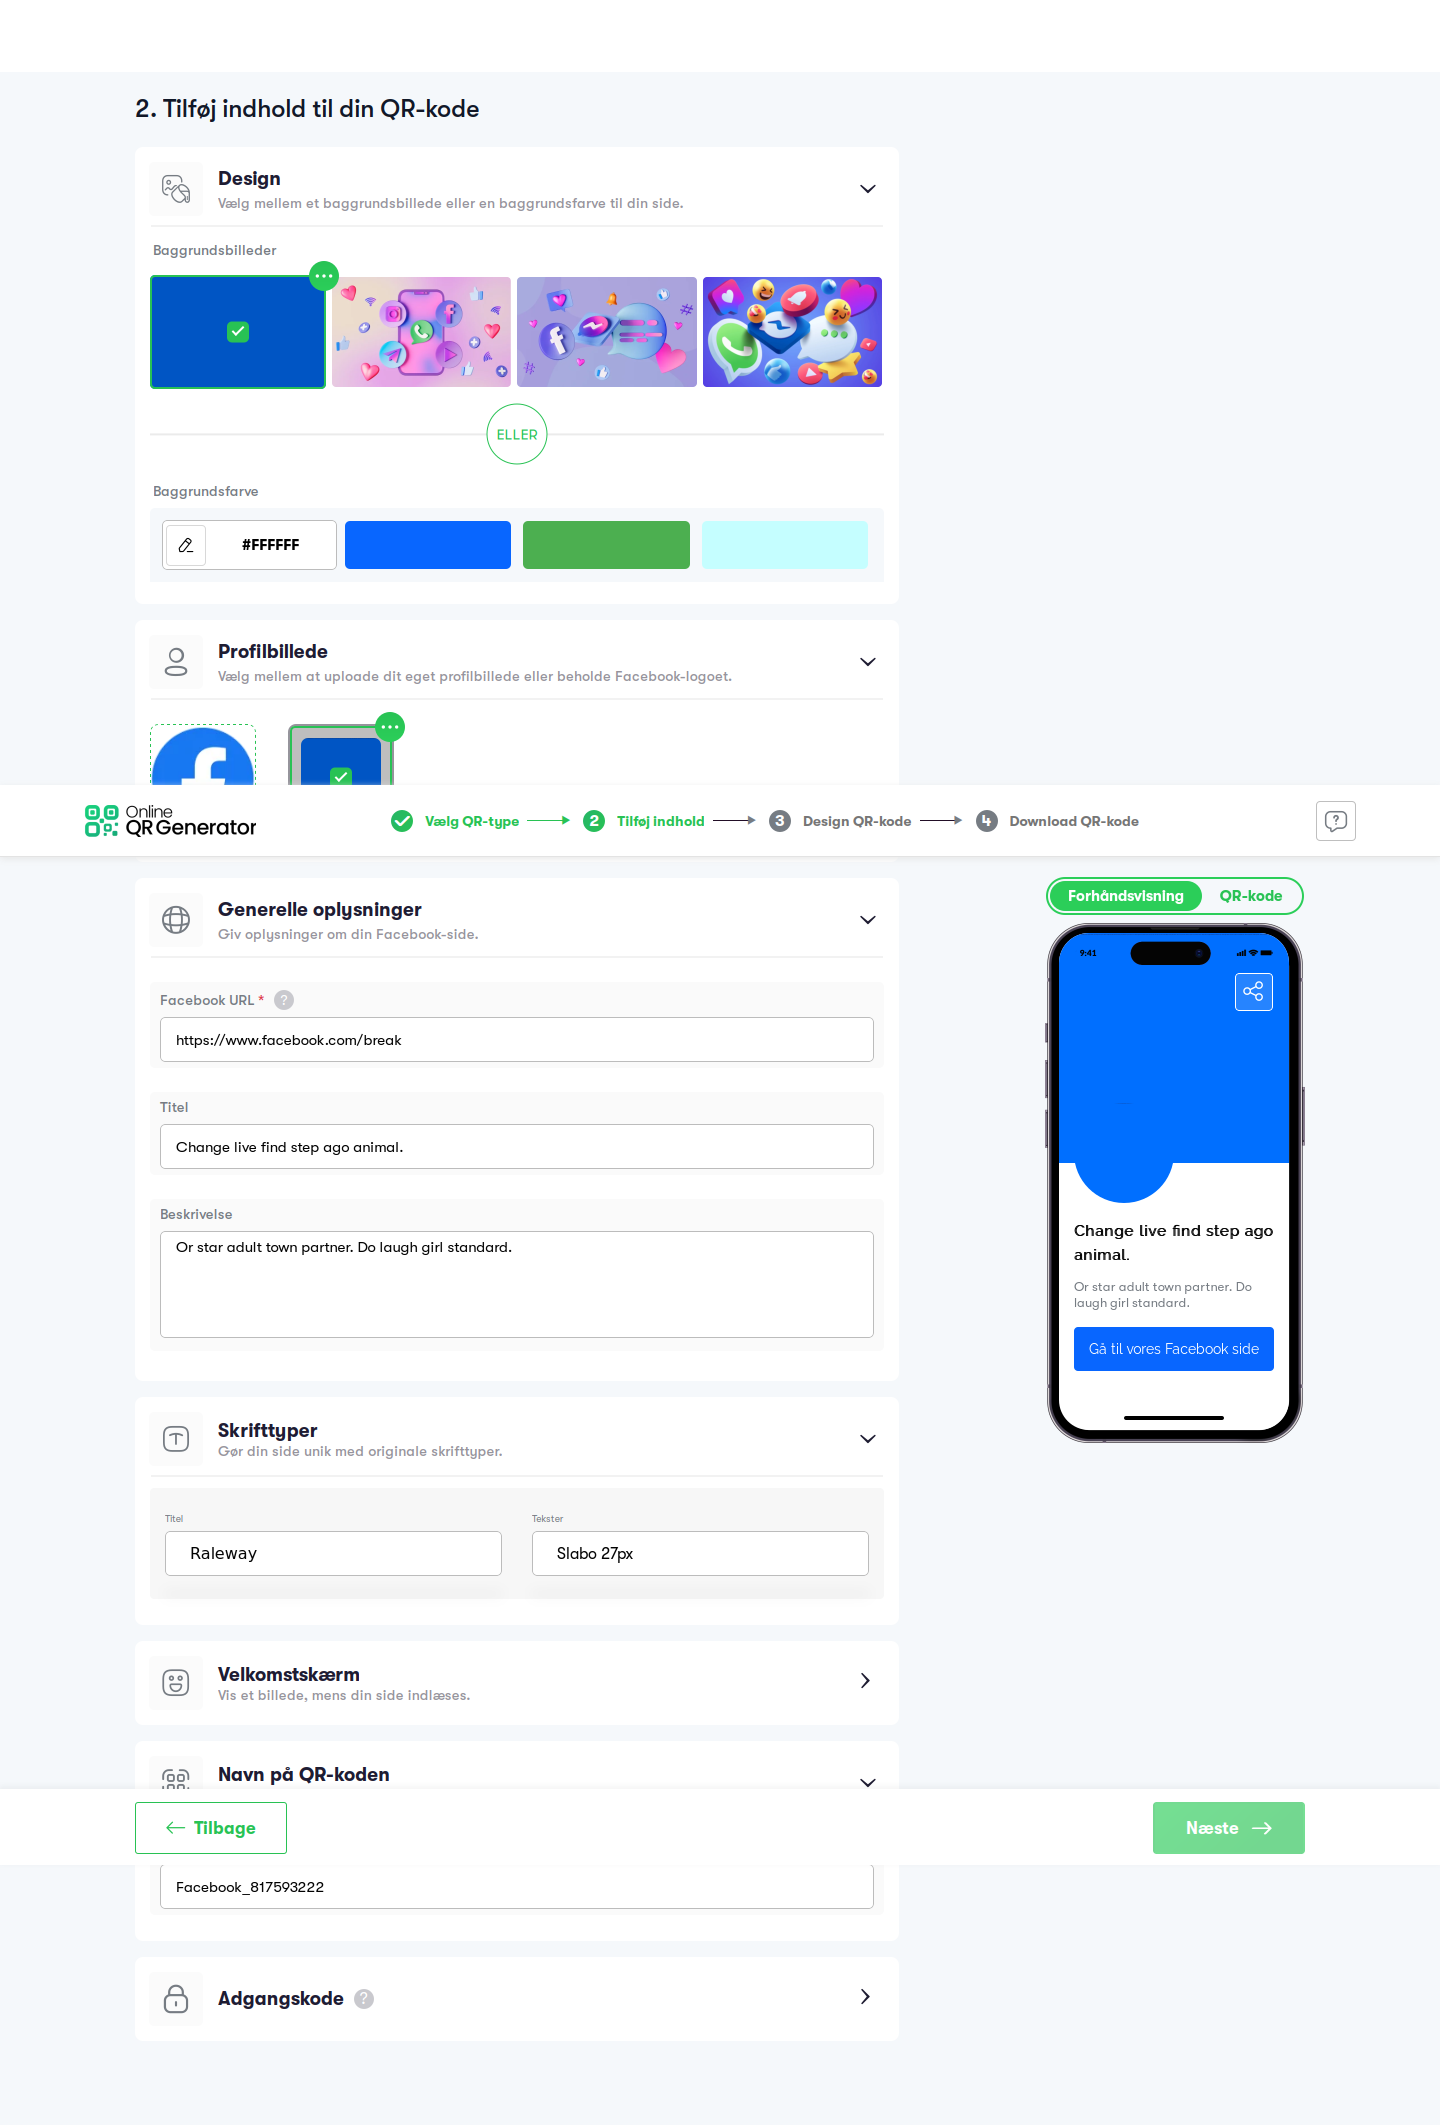 2. Tilføj indhold til din QR-kode
Design
Vælg mellem et baggrundsbillede eller en baggrundsfarve til din side.
Baggrundsbilleder
ELLER
Baggrundsfarve
#FFFFFF
Profilbillede
Vælg mellem at uploade dit eget profilbillede eller beholde Facebook-logoet.
Online
QR Generator
Vælg QR-type
2 Tilføj indhold
3 Design QR-kode
4 Download QR-kode
Generelle oplysninger
Giv oplysninger om din Facebook-side.
Facebook URL * ?
https://www.facebook.com/break
Titel
Change live find step ago animal.
Beskrivelse
Or star adult town partner. Do laugh girl standard.
Forhåndsvisning
QR-kode
9:41
Change live find step ago
animal.
Or star adult town partner. Do
laugh girl standard.
Gå til vores Facebook side
Skrifttyper
Gør din side unik med originale skrifttyper.
Titel
Raleway
Tekster
Slabo 27px
Velkomstskærm
Vis et billede, mens din side indlæses.
Navn på QR-koden
Tilbage
Næste
Facebook_817593222
Adgangskode ?